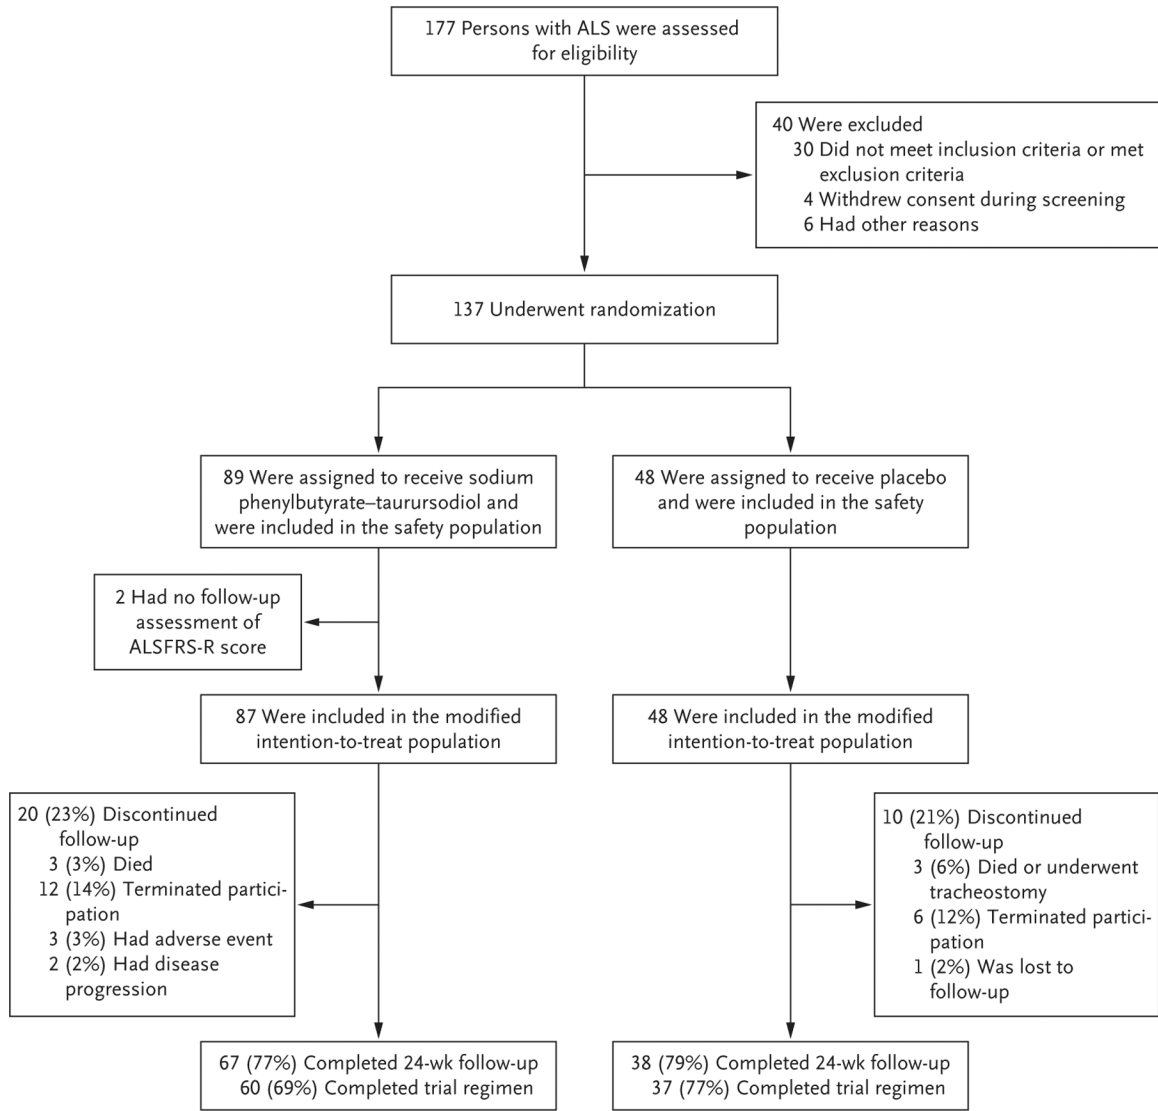 177 Persons with ALS were assessed
for eligibility
40 Were excluded
30 Did not meet inclusion criteria or met
exclusion criteria
4 Withdrew consent during screening
6 Had other reasons
137 Underwent randomization
89 Were assigned to receive sodium
phenylbutyrate–taurursodiol and
were included in the safety population
48 Were assigned to receive placebo
and were included in the safety
population
2 Had no follow-up
assessment of
ALSFRS-R score
87 Were included in the modified
intention-to-treat population
48 Were included in the modified
intention-to-treat population
20 (23%) Discontinued
follow-up
3 (3%) Died
12 (14%) Terminated partici-
pation
3 (3%) Had adverse event
2 (2%) Had disease
progression
10 (21%) Discontinued
follow-up
3 (6%) Died or underwent
tracheostomy
6 (12%) Terminated partici-
pation
1 (2%) Was lost to
follow-up
67 (77%) Completed 24-wk follow-up
60 (69%) Completed trial regimen
38 (79%) Completed 24-wk follow-up
37 (77%) Completed trial regimen